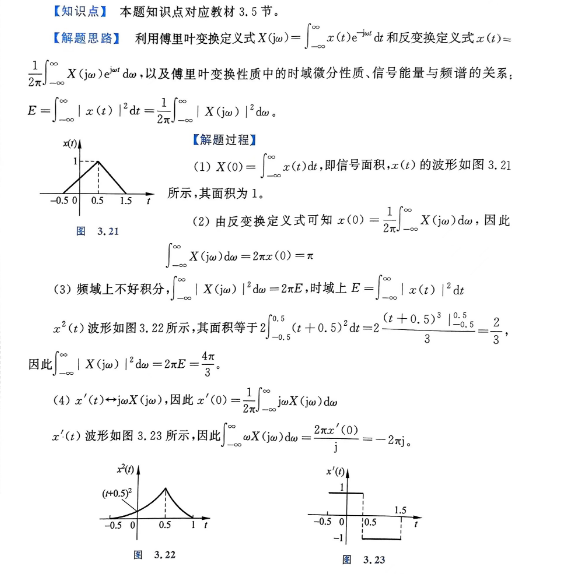 【知识点】 本题知识点对应教材 3.5 节。
【解题思路】 利用傅里叶变换定义式 X(jω)=∫_{-∞}^{∞} x(t)e^{-jωt} dt 和反变换定义式 x(t)=
1/2π ∫_{-∞}^{∞} X(jω)e^{jωt} dω,以及傅里叶变换性质中的时域微分性质、信号能量与频谱的关系:
E=∫_{-∞}^{∞} |x(t)|² dt = 1/2π ∫_{-∞}^{∞} |X(jω)|² dω。
【解题过程】
(1) X(0)=∫_{-∞}^{∞} x(t)dt,即信号面积,x(t) 的波形如图 3.21
所示,其面积为 1。
x(t)
1
-0.5 0 0.5 1.5 t
图 3.21
(2) 由反变换定义式可知 x(0)=1/2π ∫_{-∞}^{∞} X(jω)dω,因此
∫_{-∞}^{∞} X(jω)dω=2πx(0)=π
(3) 频域上不好积分,∫_{-∞}^{∞} |X(jω)|² dω=2πE,时域上 E=∫_{-∞}^{∞} |x(t)|² dt
x²(t) 波形如图 3.22 所示,其面积等于 2∫_{-0.5}^{0.5} (t+0.5)² dt=2 (t+0.5)³|_{-0.5}^{0.5}/3=2/3,
因此∫_{-∞}^{∞} |X(jω)|² dω=2πE=4π/3。
(4) x′(t)↔jωX(jω),因此 x′(0)=1/2π ∫_{-∞}^{∞} jωX(jω)dω
x′(t) 波形如图 3.23 所示,因此∫_{-∞}^{∞} ωX(jω)dω=2πx′(0)/j=-2πj。
x²(t)
(t+0.5)²
-0.5 0 0.5 1 t
图 3.22
x′(t)
1
1.5
-0.5 0 0.5 t
-1
图 3.23